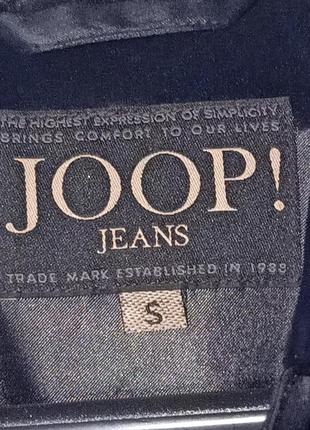 THE HIGHEST EXPRESSION OF SIMPLICITY
BRINGS COMFORT TO OUR LIVES
JOOP!
JEANS
TRADE MARK ESTABLISHED IN 1988
S